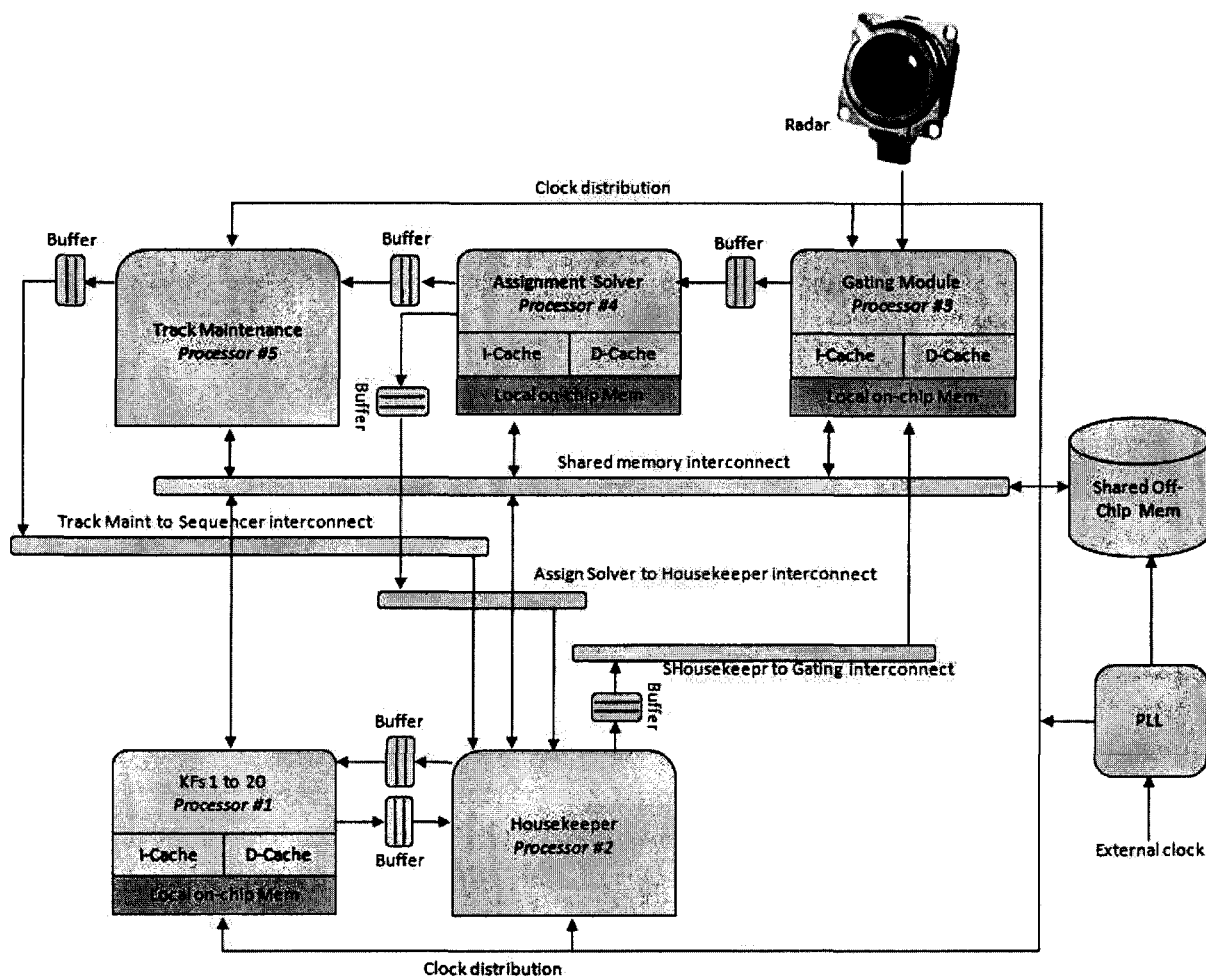 Radar
Clock distribution
Buffer
Buffer
Buffer
Track Maintenance
Processor #5
Assignment Solver
Processor #4
I-Cache
D-Cache
Local on-chip Mem
Gating Module
Processor #3
I-Cache
D-Cache
Local on-chip Mem
Buffer
Shared memory interconnect
Shared Off-
Chip Mem
Track Maint to Sequencer interconnect
Assign Solver to Housekeeper interconnect
SHousekeepr to Gating interconnect
Buffer
PLL
Buffer
KFs 1 to 20
Processor #1
I-Cache
D-Cache
Local on-chip Mem
Buffer
Housekeeper
Processor #2
External clock
Clock distribution